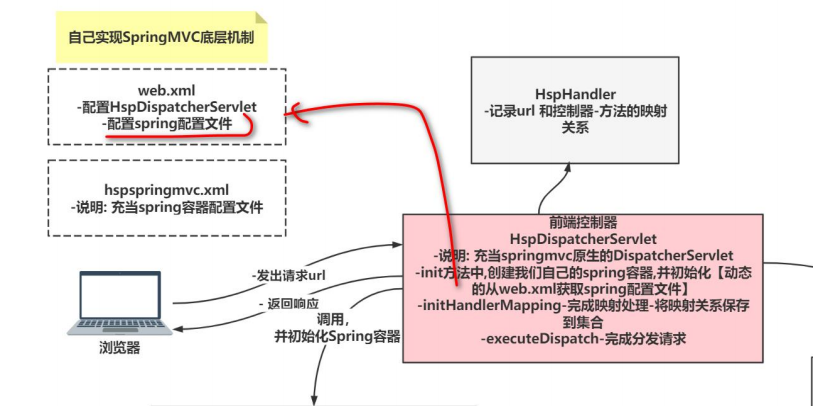 自己实现SpringMVC底层机制
web.xml
-配置HspDispatcherServlet
-配置spring配置文件
HspHandler
-记录url 和控制器-方法的映射
关系
hspspringmvc.xml
-说明: 充当spring容器配置文件
前端控制器
HspDispatcherServlet
-说明: 充当springmvc原生的DispatcherServlet
-init方法中,创建我们自己的spring容器,并初始化【动态
的从web.xml获取spring配置文件】
-initHandlerMapping-完成映射处理-将映射关系保存
到集合
-executeDispatch-完成分发请求
-发出请求url
- 返回响应
调用，
并初始化Spring容器
浏览器